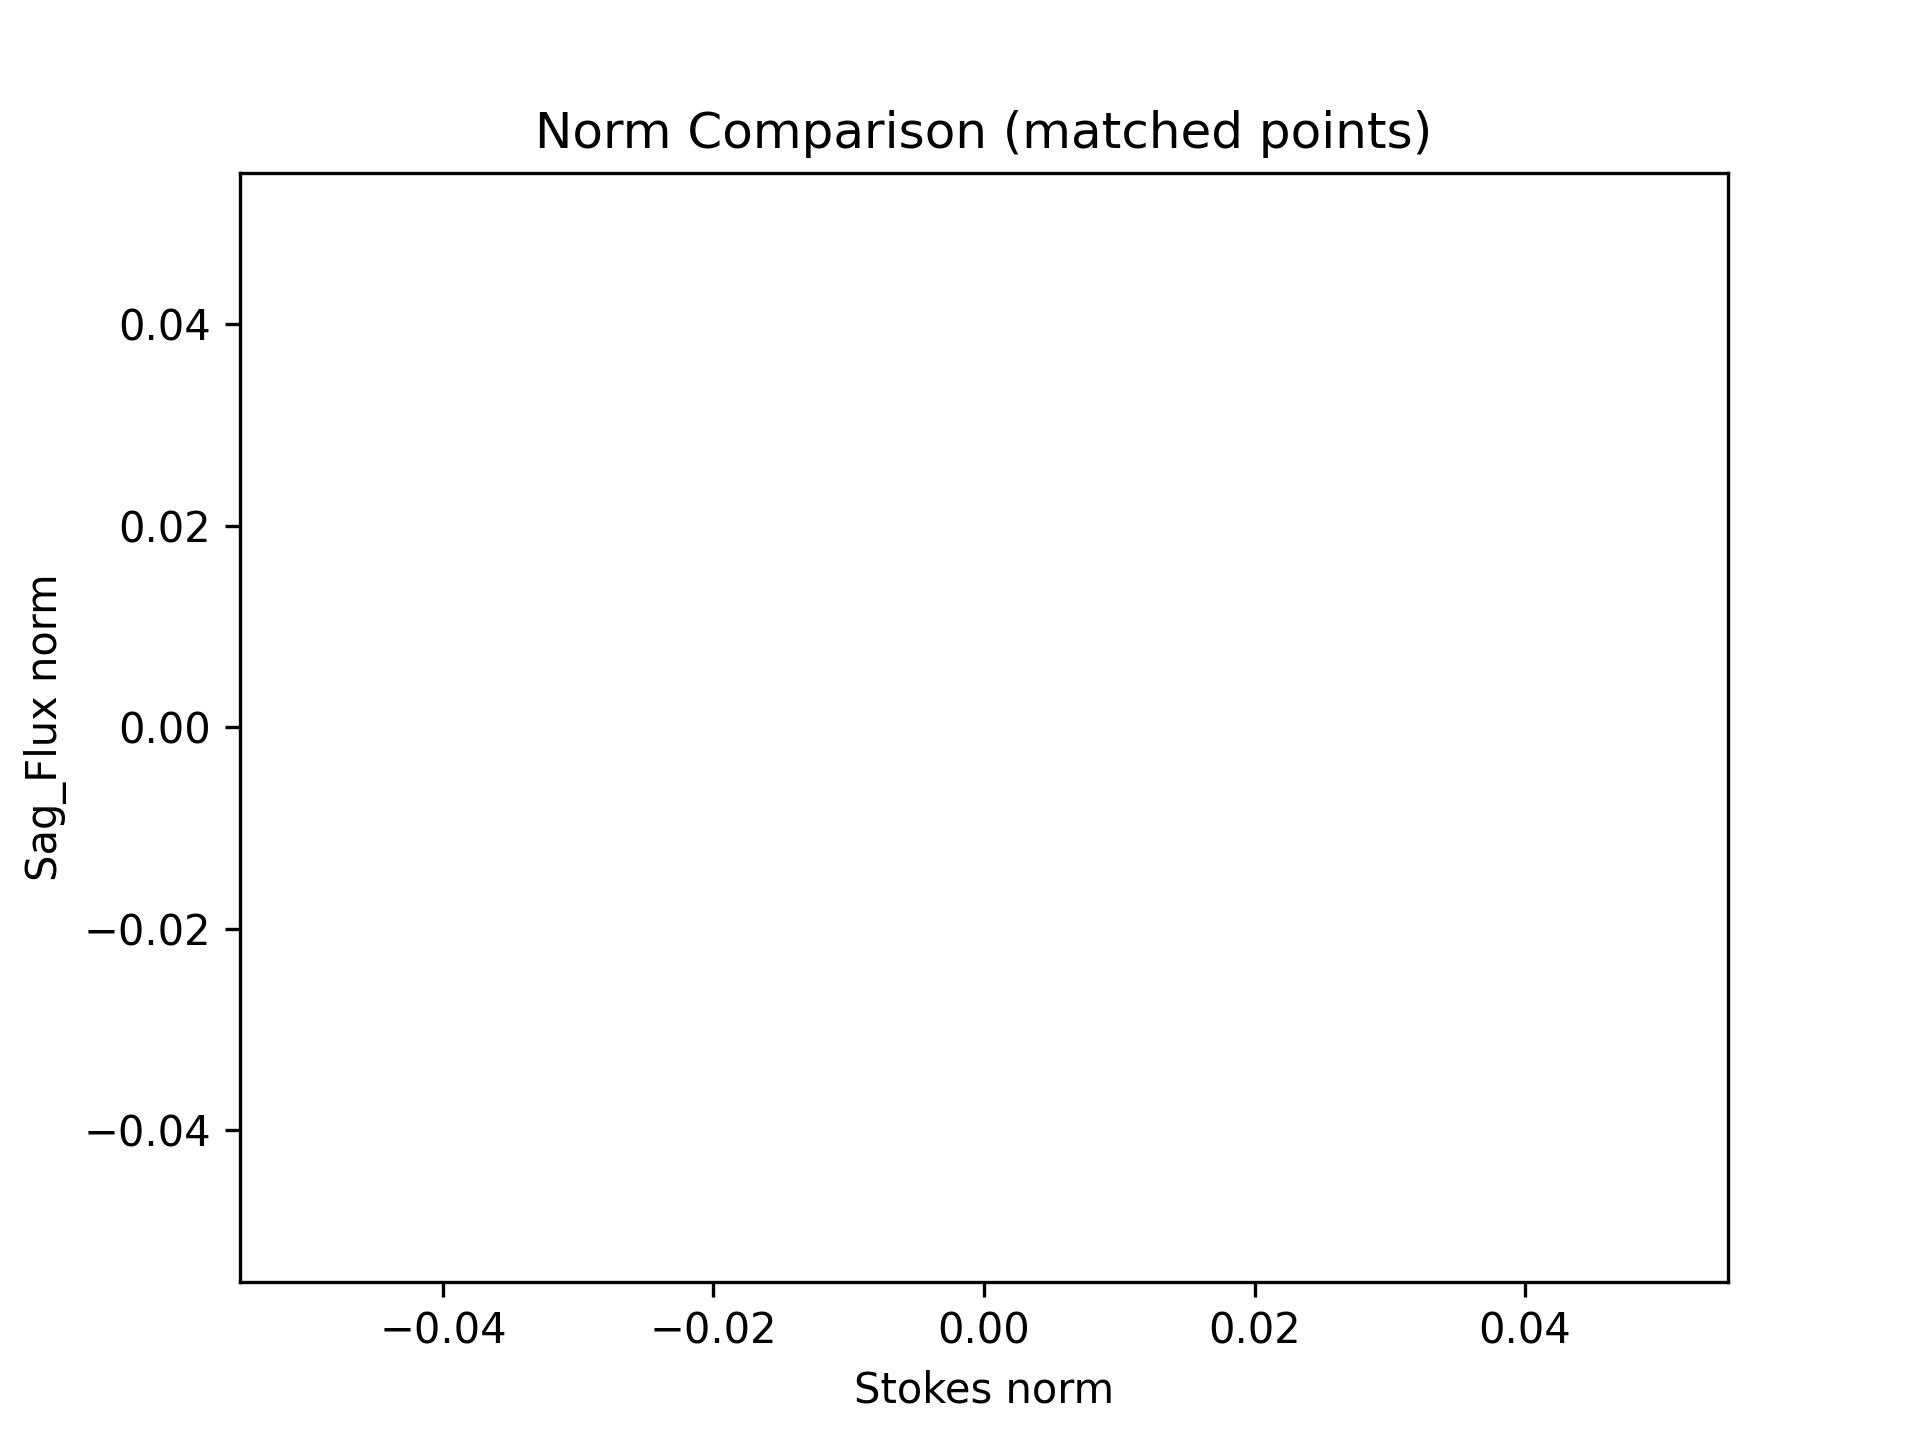 Norm Comparison (matched points)
Sag_Flux norm
0.04
0.02
0.00
−0.02
−0.04
−0.04 −0.02 0.00 0.02 0.04
Stokes norm